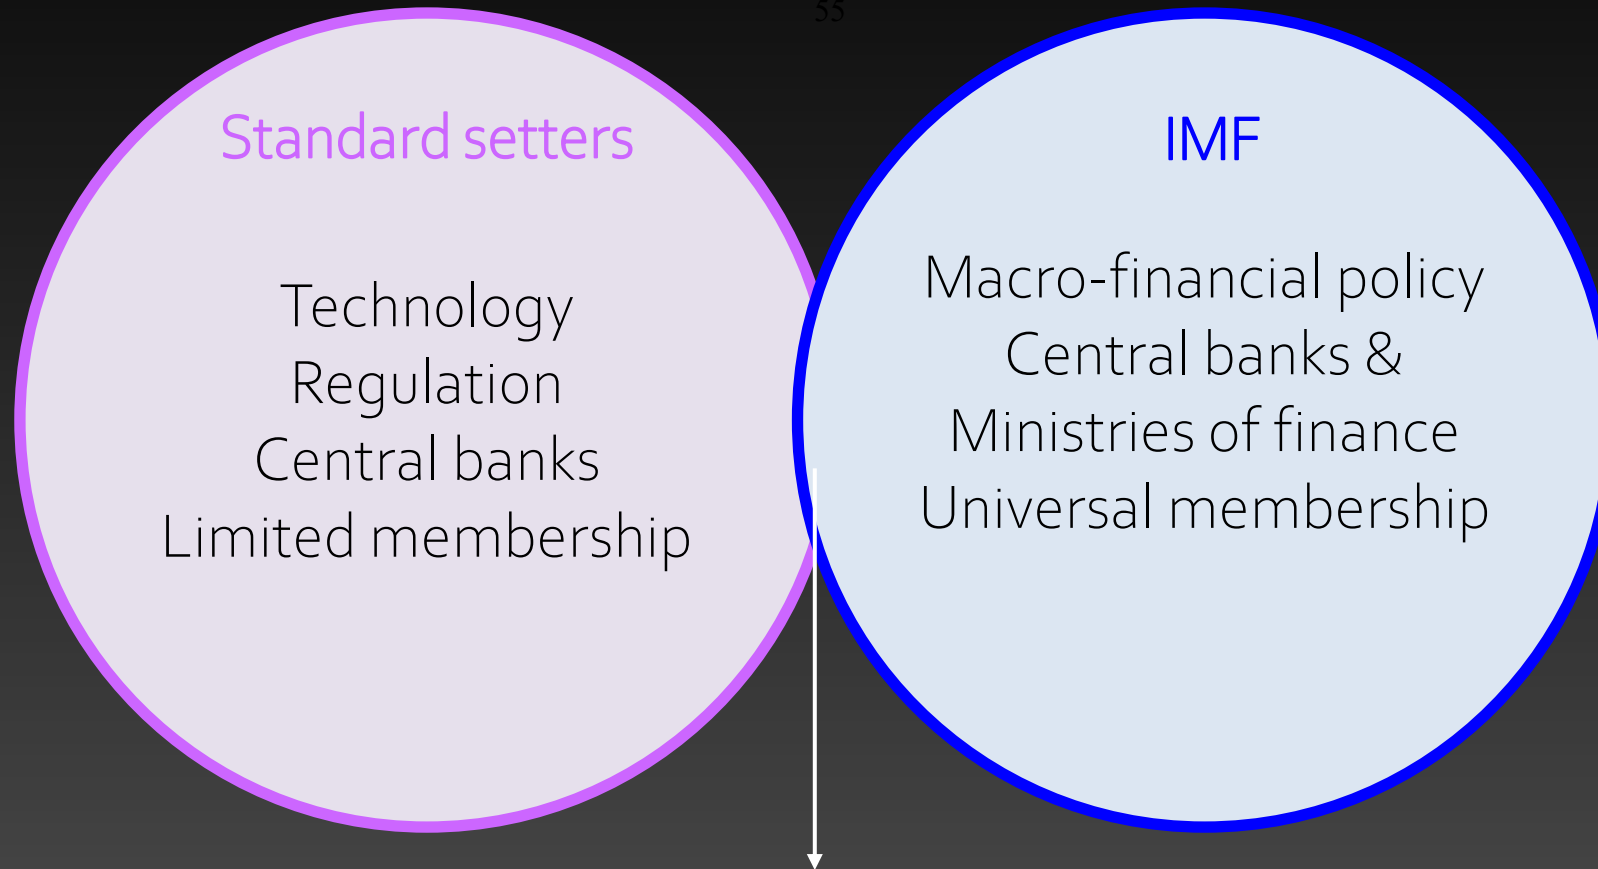 55
Standard setters
Technology
Regulation
Central banks
Limited membership
IMF
Macro-financial policy
Central banks &
Ministries of finance
Universal membership